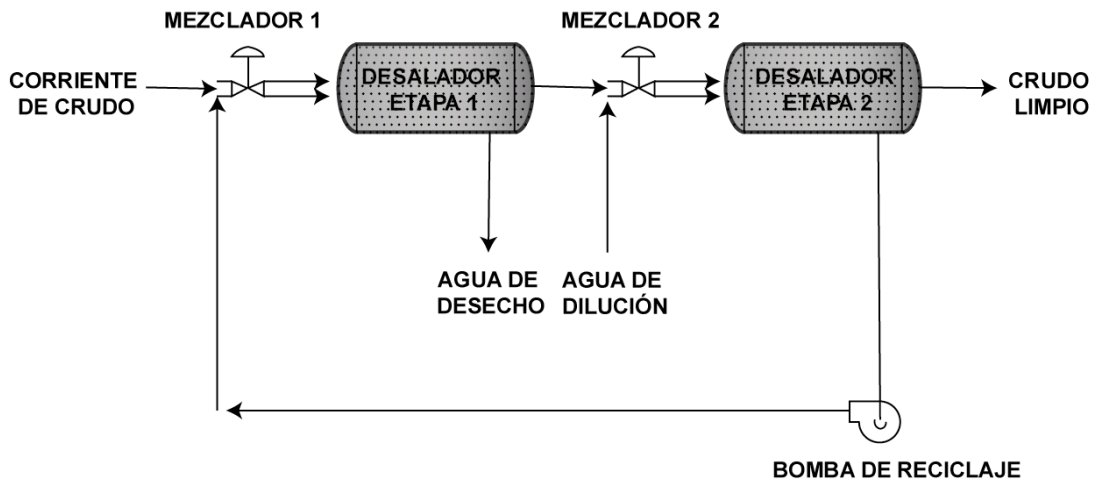 MEZCLADOR 1
MEZCLADOR 2
CORRIENTE
DE CRUDO
DESALADOR
ETAPA 1
DESALADOR
ETAPA 2
CRUDO
LIMPIO
AGUA DE
DESECHO
AGUA DE
DILUCIÓN
BOMBA DE RECICLAJE